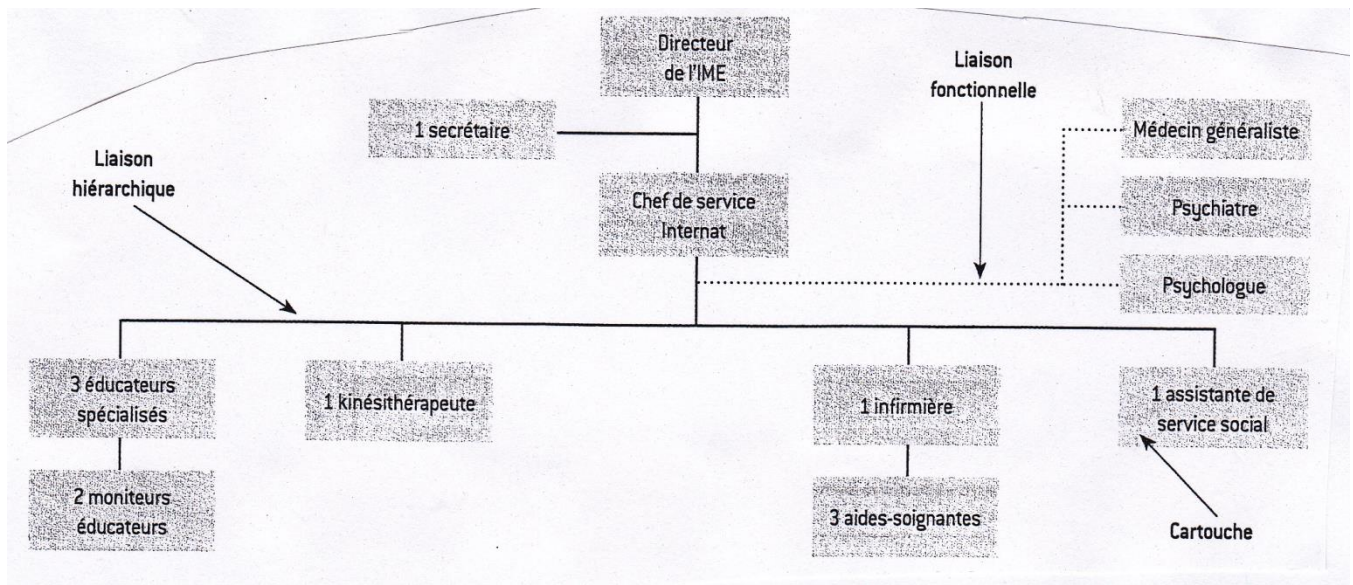 Directeur
de l'IME
Liaison
fonctionnelle
1 secrétaire
Médecin généraliste
Liaison
hiérarchique
Chef de service
Internat
Psychiatre
Psychologue
3 éducateurs
spécialisés
1 kinésithérapeute
1 infirmière
1 assistante de
service social
2 moniteurs
éducateurs
3 aides-soignantes
Cartouche